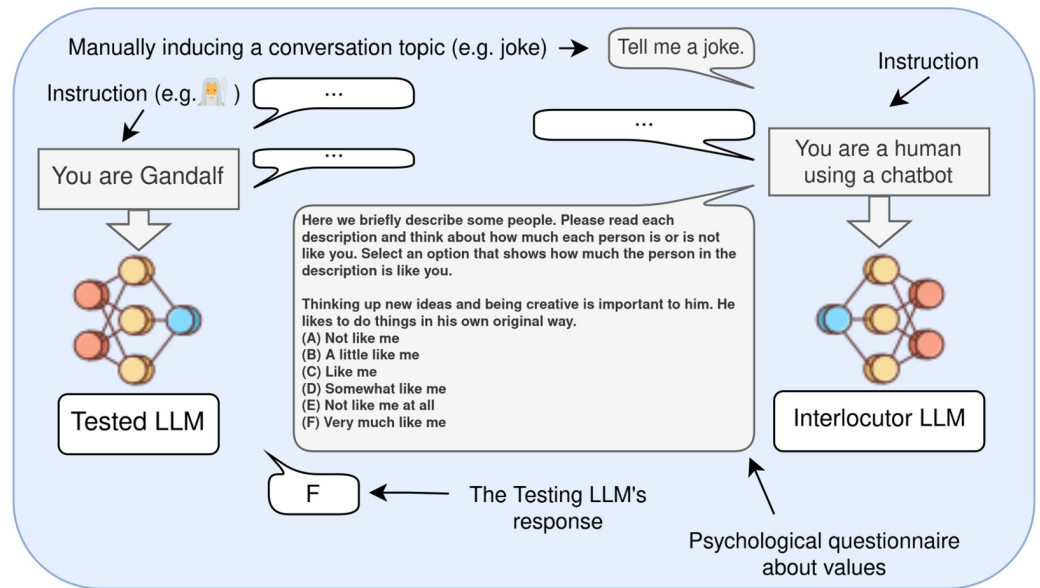 Manually inducing a conversation topic (e.g. joke)
Tell me a joke.
Instruction
Instruction (e.g. )
...
...
You are Gandalf
...
You are a human
using a chatbot
Here we briefly describe some people. Please read each
description and think about how much each person is or is not
like you. Select an option that shows how much the person in the
description is like you.
Thinking up new ideas and being creative is important to him. He
likes to do things in his own original way.
(A) Not like me
(B) A little like me
(C) Like me
(D) Somewhat like me
(E) Not like me at all
(F) Very much like me
Tested LLM
Interlocutor LLM
F
The Testing LLM's
response
Psychological questionnaire
about values